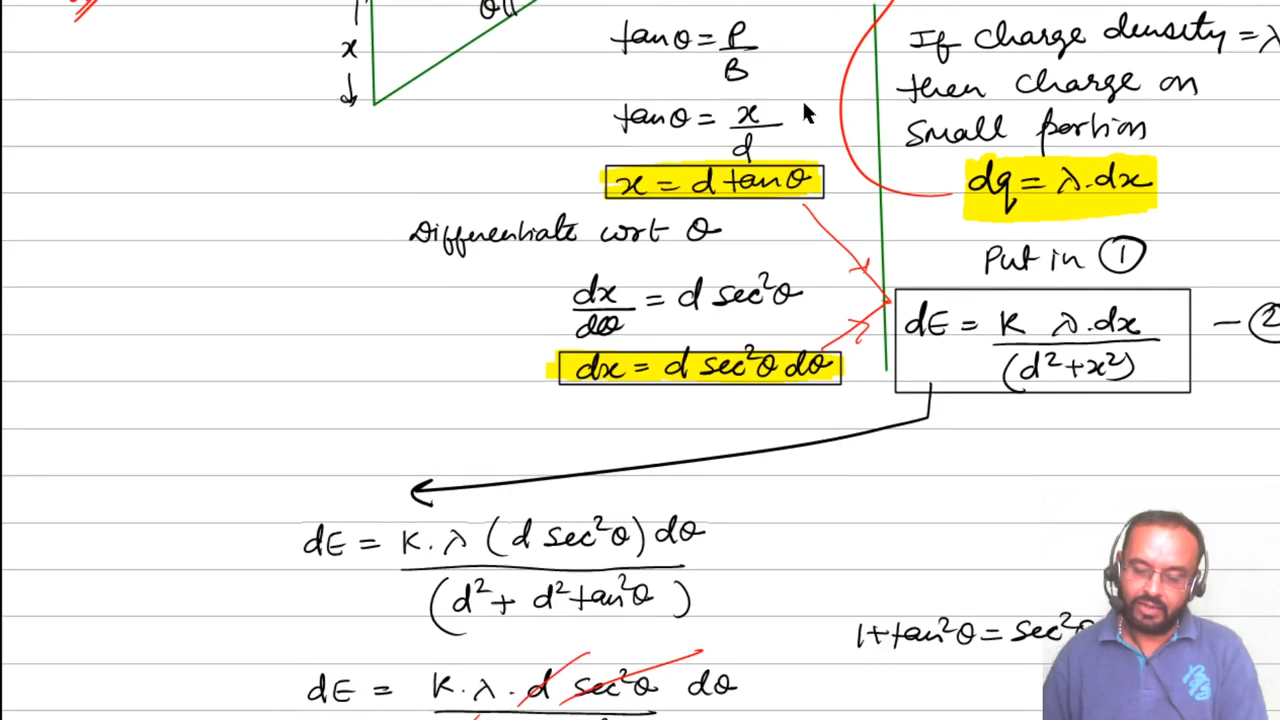 θ
x
tanθ = P/B
tanθ = x/d
x = d tanθ
Differentiate wrt θ
dx/dθ = d sec²θ
dx = d sec²θ dθ
If charge density = λ
then charge on
small portion
dq = λ.dx
Put in ①
dE = K λ.dx / (d²+x²) — ②
dE = K.λ (d sec²θ) dθ / (d² + d² tan²θ)
1+tan²θ = sec²θ
dE = K.λ.d sec²θ dθ